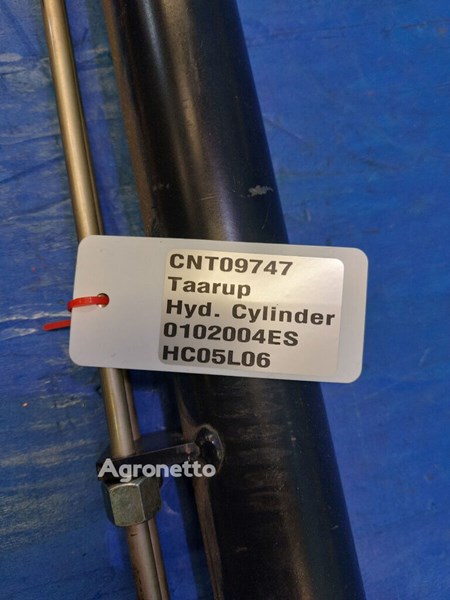 CNT09747
Taarup
Hyd. Cylinder
0102004ES
HC05L06
Agronetto